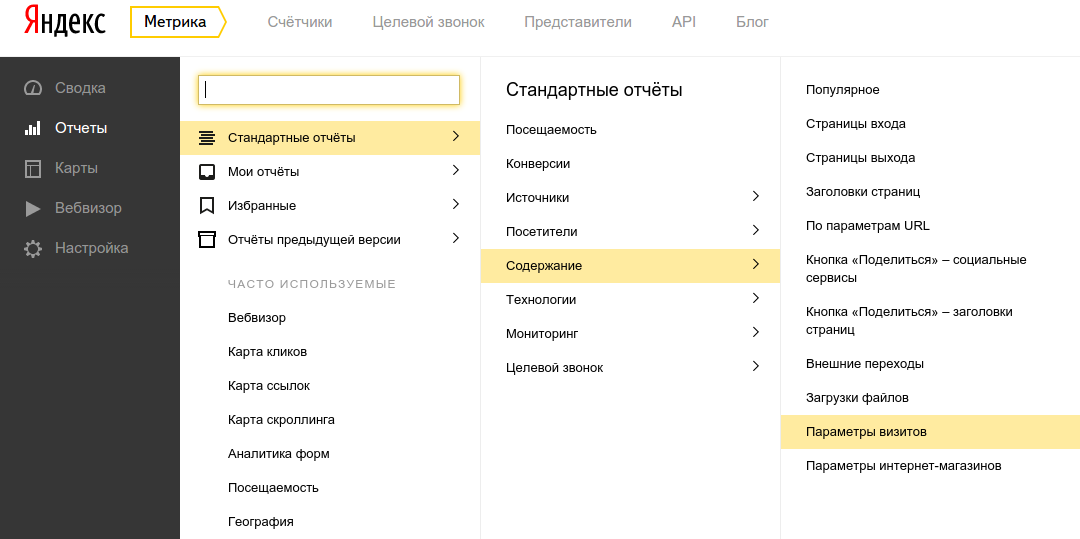 Яндекс
Метрика
Счётчики
Целевой звонок
Представители
API
Блог
Сводка
Отчеты
Карты
Вебвизор
Настройка
Стандартные отчёты
Мои отчёты
Избранные
Отчёты предыдущей версии
ЧАСТО ИСПОЛЬЗУЕМЫЕ
Вебвизор
Карта кликов
Карта ссылок
Карта скроллинга
Аналитика форм
Посещаемость
География
Стандартные отчёты
Посещаемость
Конверсии
Источники
Посетители
Содержание
Технологии
Мониторинг
Целевой звонок
Популярное
Страницы входа
Страницы выхода
Заголовки страниц
По параметрам URL
Кнопка «Поделиться» – социальные
сервисы
Кнопка «Поделиться» – заголовки
страниц
Внешние переходы
Загрузки файлов
Параметры визитов
Параметры интернет-магазинов